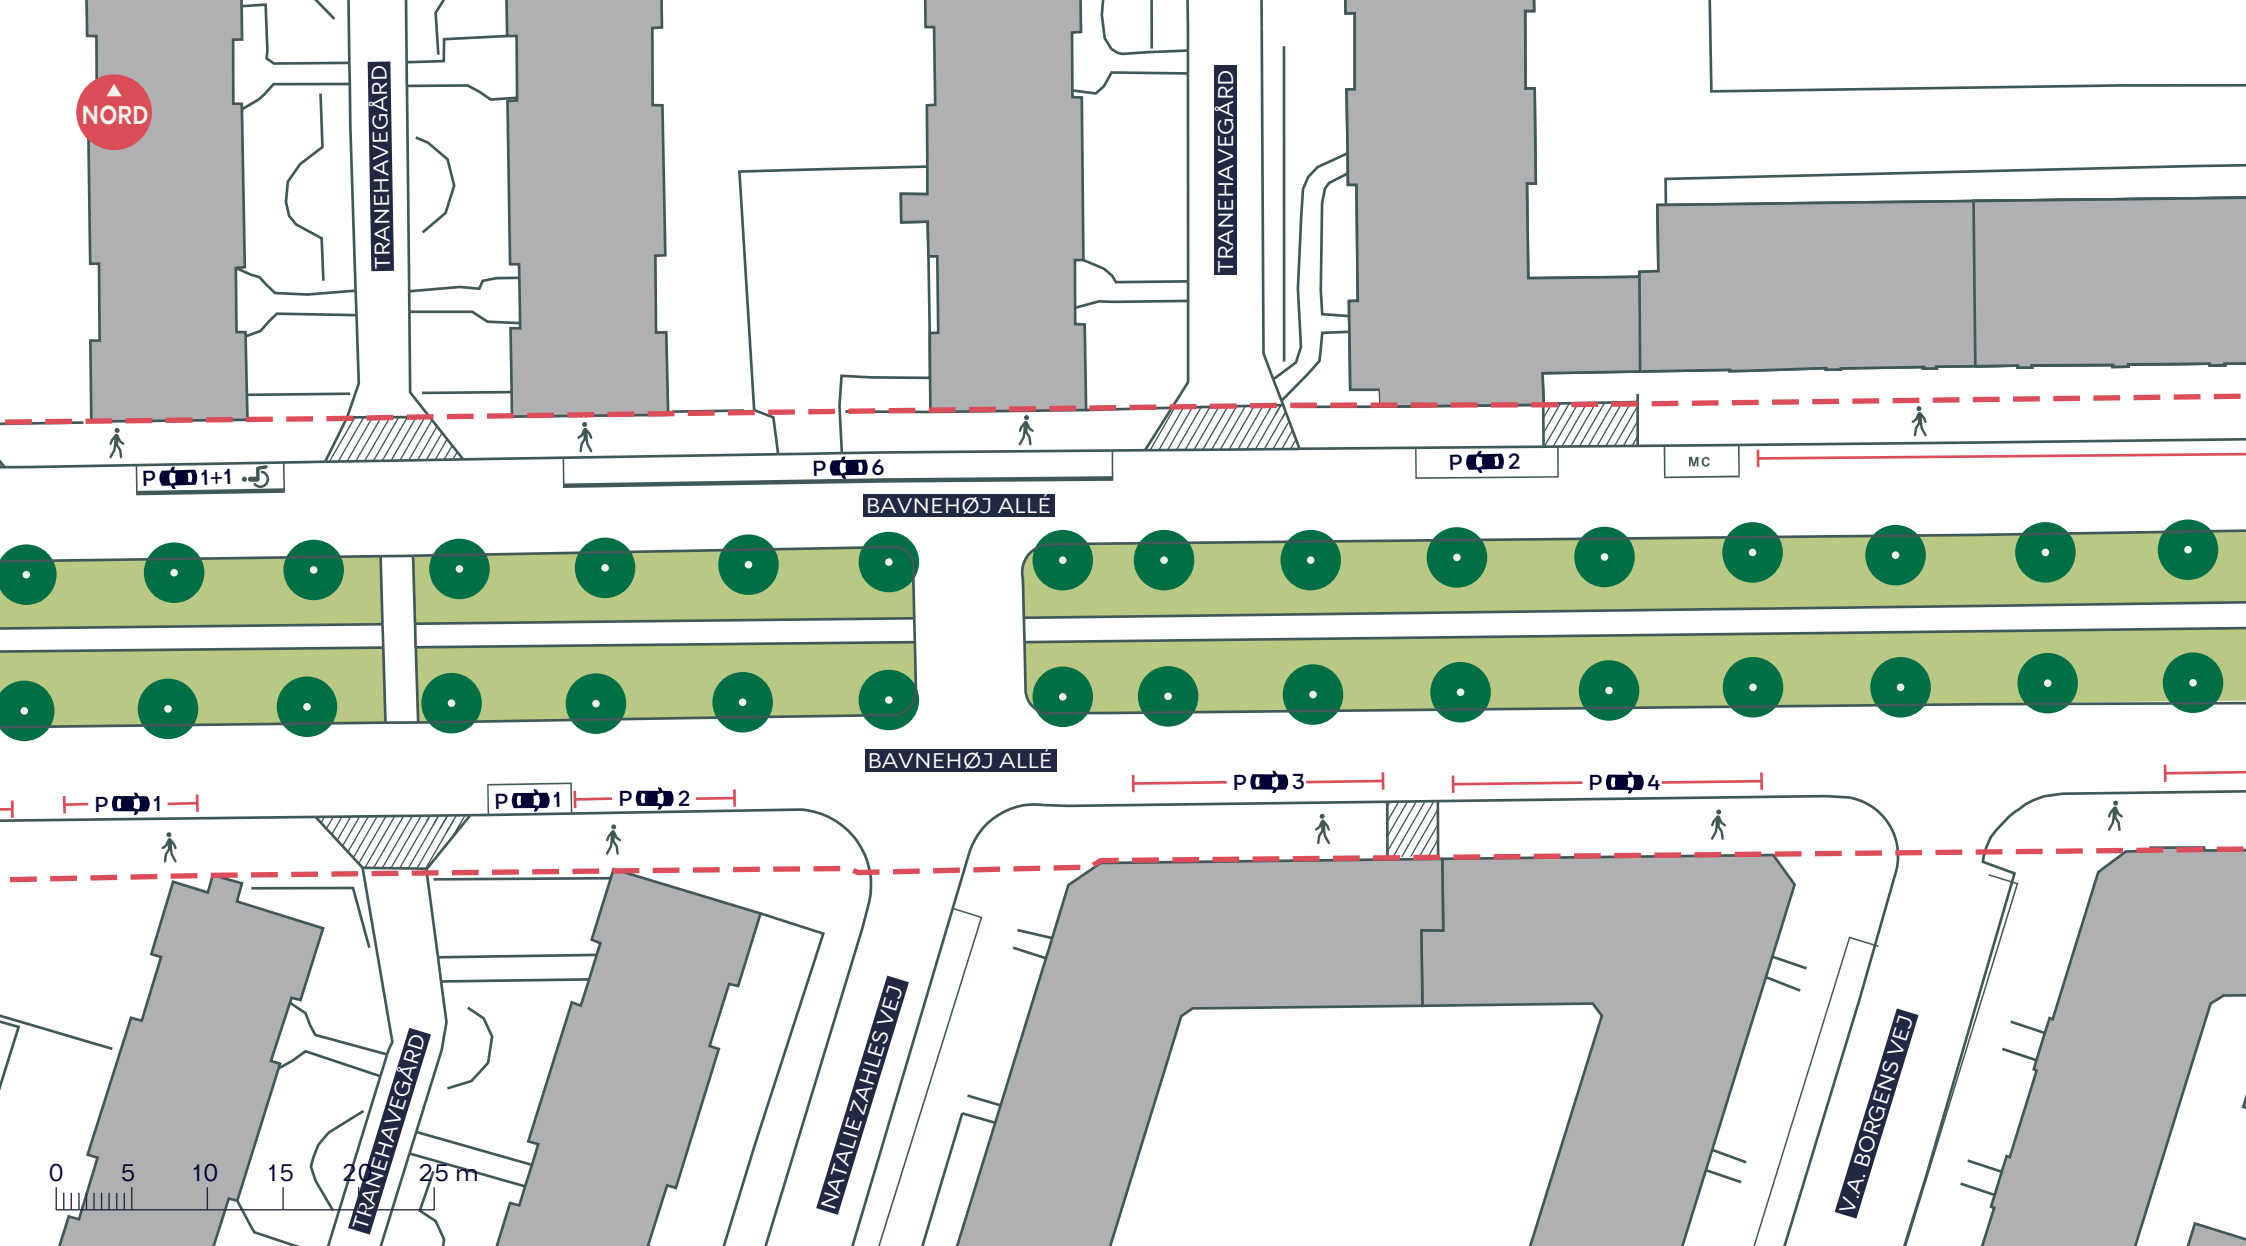 NORD
TRANEHAVEGÅRD
TRANEHAVEGÅRD
P 1+1
P 6
P 2
MC
BAVNEHØJ ALLÉ
BAVNEHØJ ALLÉ
P 1
P 1
P 2
P 3
P 4
TRANEHAVEGÅRD
NATALIE ZAHLES VEJ
V.A. BORGENS VEJ
0 5 10 15 20 25 m